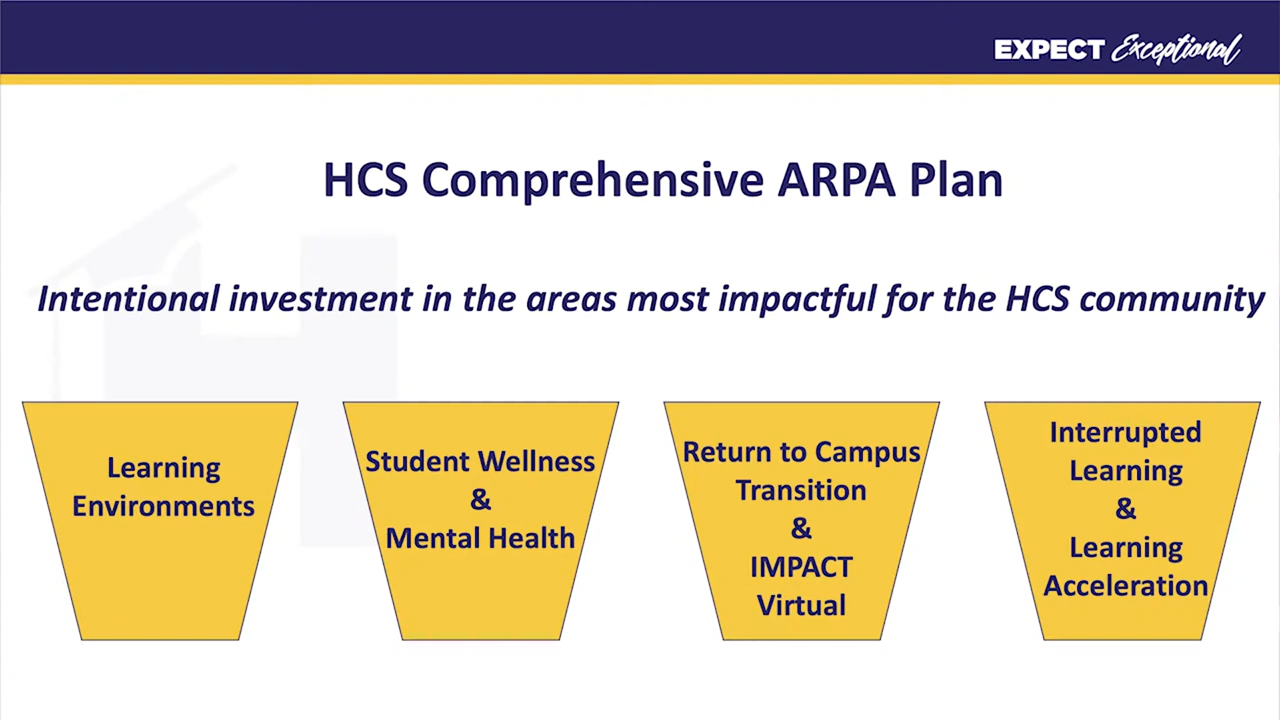 EXPECT Exceptional
HCS Comprehensive ARPA Plan
Intentional investment in the areas most impactful for the HCS community
Learning
Environments
Student Wellness
&
Mental Health
Return to Campus
Transition
&
IMPACT
Virtual
Interrupted
Learning
&
Learning
Acceleration